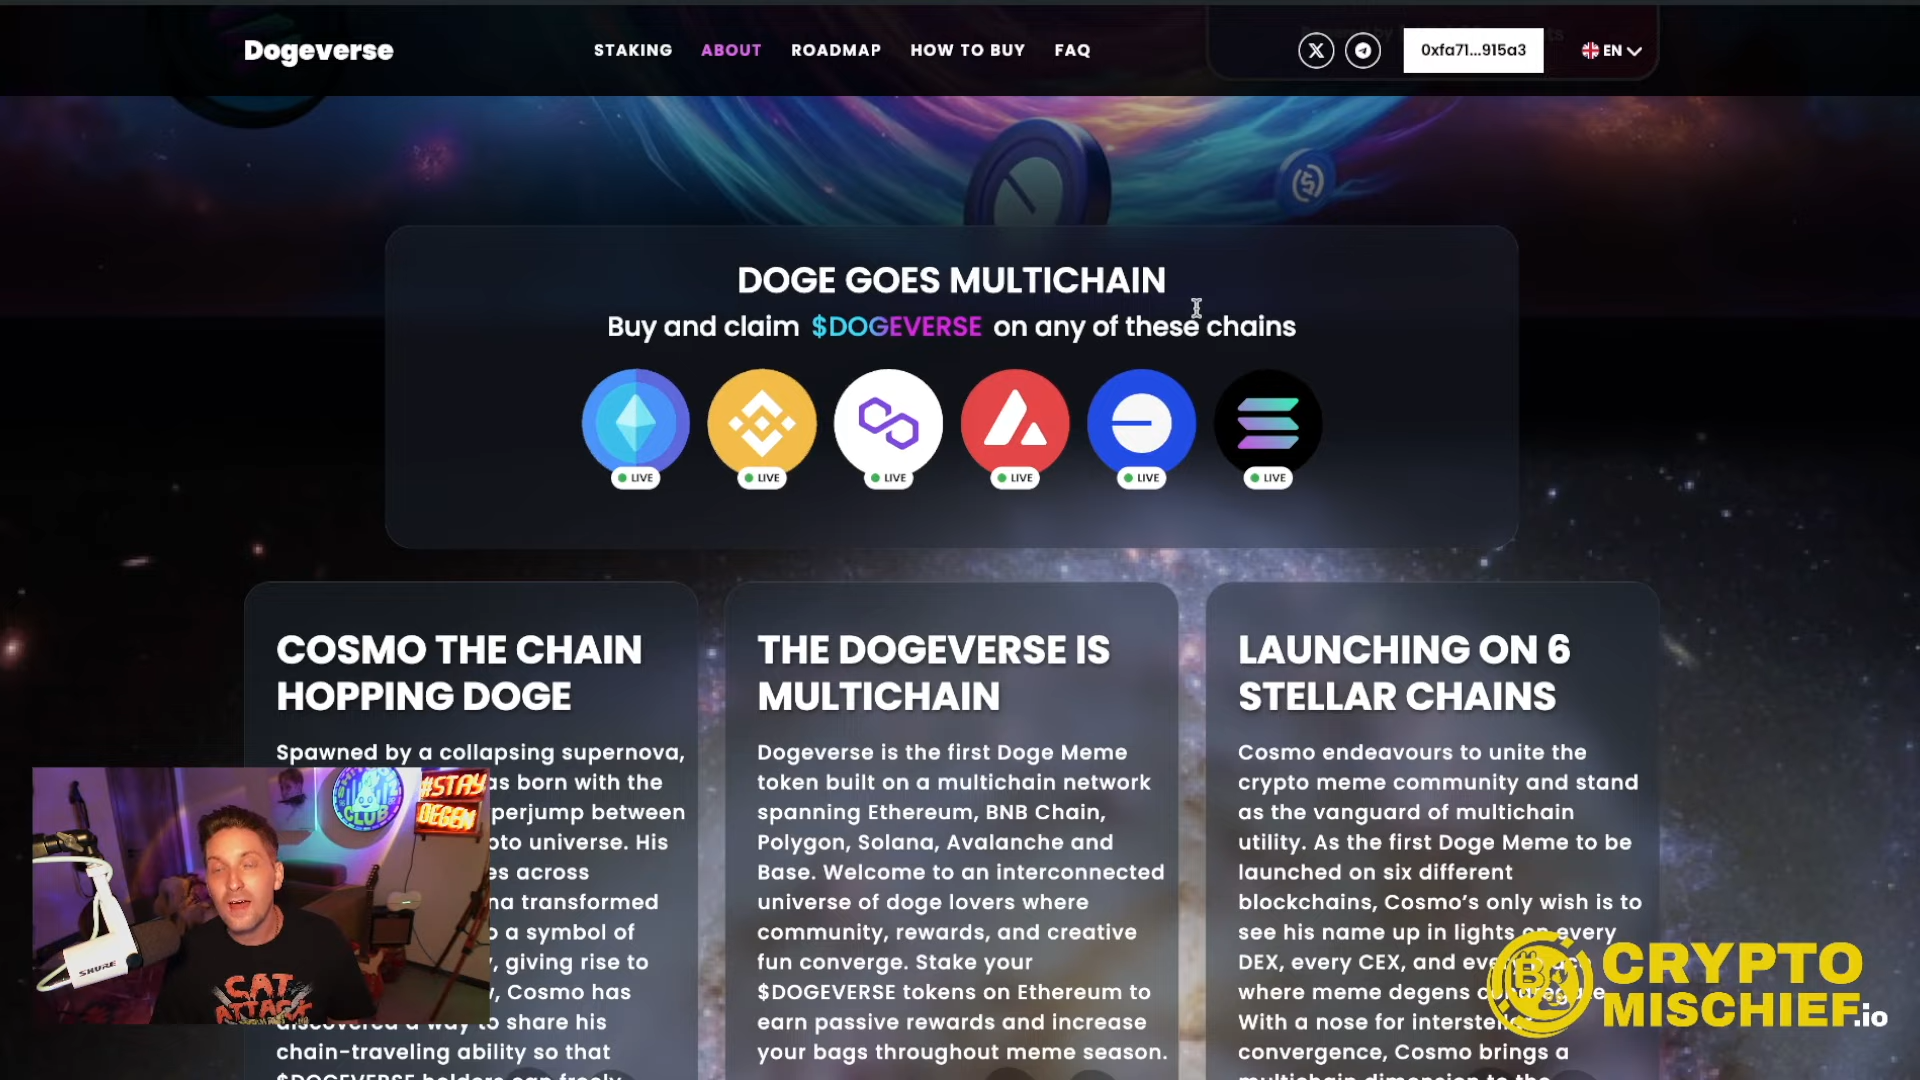 Dogeverse
STAKING
ABOUT
ROADMAP
HOW TO BUY
FAQ
0xfa71...915a3
EN
DOGE GOES MULTICHAIN
Buy and claim $DOGEVERSE on any of these chains
LIVE
LIVE
LIVE
LIVE
LIVE
LIVE
COSMO THE CHAIN
HOPPING DOGE
Spawned by a collapsing supernova,
as born with the
perjump between
oto universe. His
es across
na transformed
o a symbol of
, giving rise to
, Cosmo has
discovered a way to share his
chain-traveling ability so that
$DOGEVERSE holders can freely
THE DOGEVERSE IS
MULTICHAIN
Dogeverse is the first Doge Meme
token built on a multichain network
spanning Ethereum, BNB Chain,
Polygon, Solana, Avalanche and
Base. Welcome to an interconnected
universe of doge lovers where
community, rewards, and creative
fun converge. Stake your
$DOGEVERSE tokens on Ethereum to
earn passive rewards and increase
your bags throughout meme season.
LAUNCHING ON 6
STELLAR CHAINS
Cosmo endeavours to unite the
crypto meme community and stand
as the vanguard of multichain
utility. As the first Doge Meme to be
launched on six different
blockchains, Cosmo's only wish is to
see his name up in lights on every
DEX, every CEX, and
where meme degens
With a nose for
convergence, Cosmo brings a
multichain dimension to the
#STAY
DEGEN
CLUB
SHURE
CAT
ATTACK
CRYPTO
MISCHIEF.io